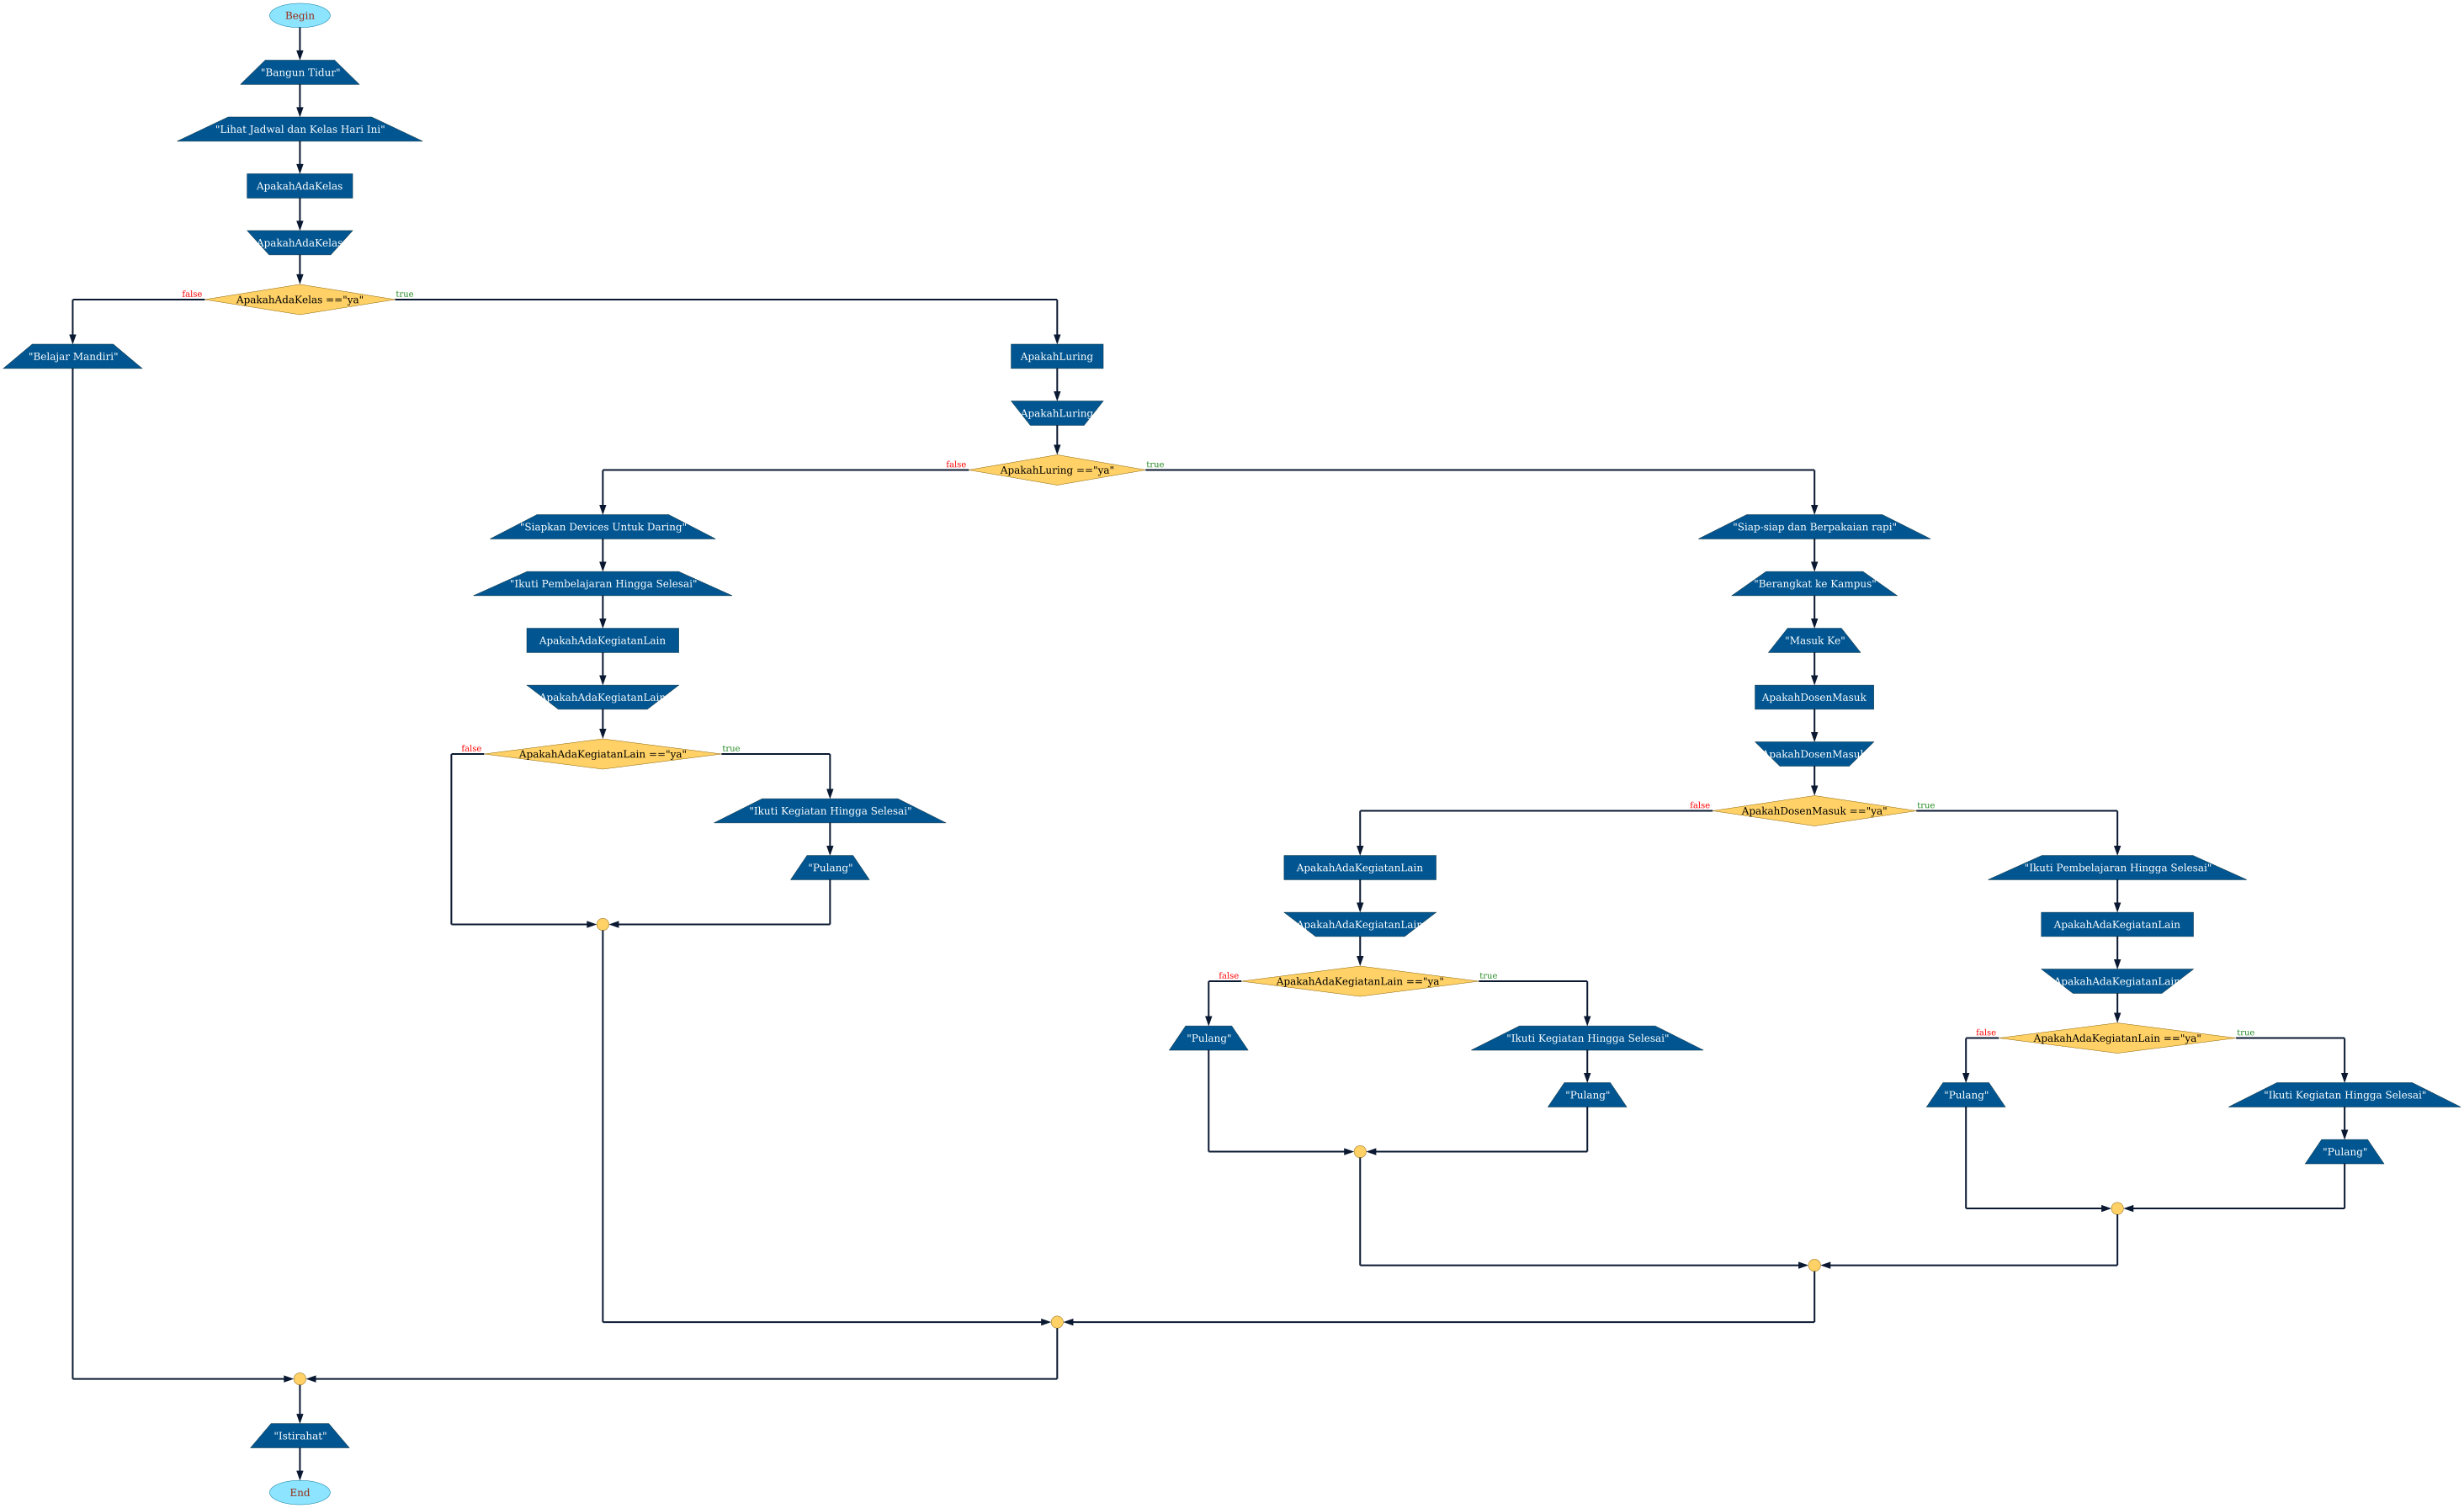 Begin
"Bangun Tidur"
"Lihat Jadwal dan Kelas Hari Ini"
ApakahAdaKelas
ApakahAdaKelas
false
ApakahAdaKelas =="ya"
true
"Belajar Mandiri"
ApakahLuring
ApakahLuring
false
ApakahLuring =="ya"
true
"Siapkan Devices Untuk Daring"
"Ikuti Pembelajaran Hingga Selesai"
ApakahAdaKegiatanLain
ApakahAdaKegiatanLain
false
ApakahAdaKegiatanLain =="ya"
true
"Ikuti Kegiatan Hingga Selesai"
"Pulang"
"Siap-siap dan Berpakaian rapi"
"Berangkat ke Kampus"
"Masuk Ke"
ApakahDosenMasuk
ApakahDosenMasuk
false
ApakahDosenMasuk =="ya"
true
ApakahAdaKegiatanLain
ApakahAdaKegiatanLain
false
ApakahAdaKegiatanLain =="ya"
true
"Pulang"
"Ikuti Kegiatan Hingga Selesai"
"Pulang"
"Ikuti Pembelajaran Hingga Selesai"
ApakahAdaKegiatanLain
ApakahAdaKegiatanLain
false
ApakahAdaKegiatanLain =="ya"
true
"Pulang"
"Ikuti Kegiatan Hingga Selesai"
"Pulang"
"Istirahat"
End